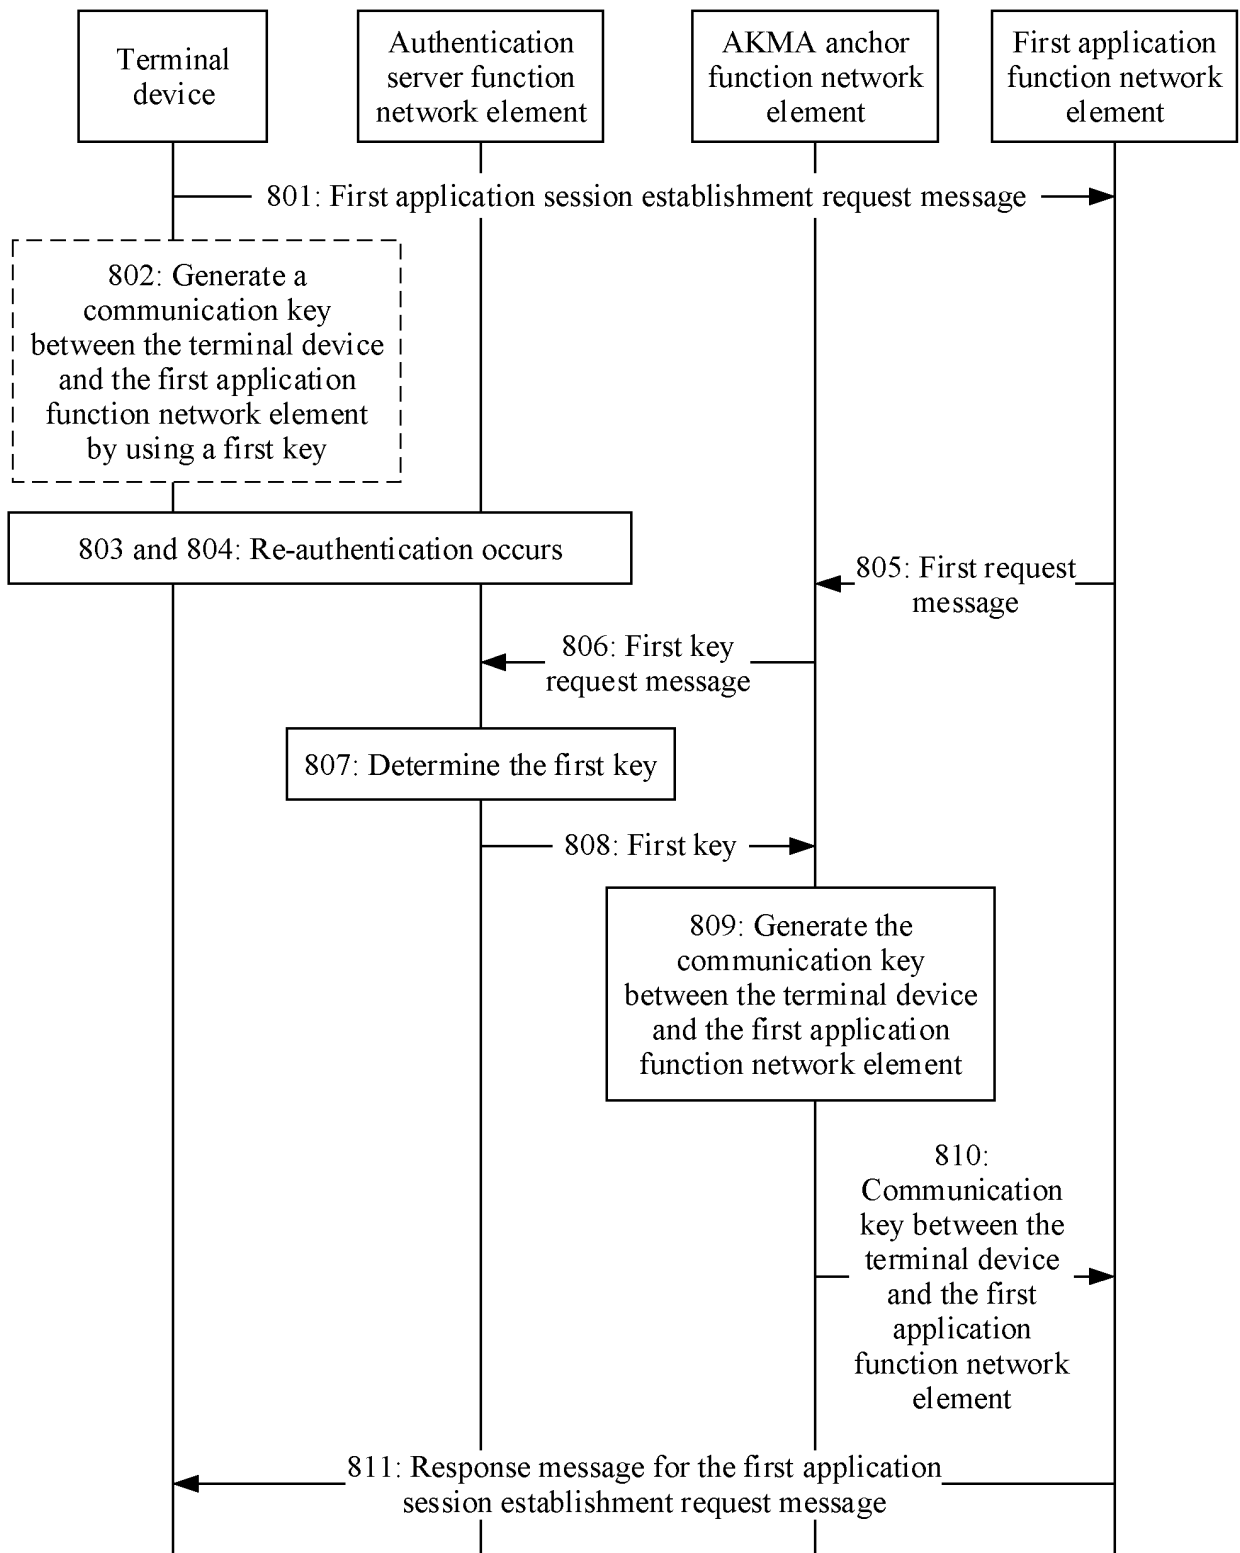 Terminal
device
Authentication
server function
network element
AKMA anchor
function network
element
First application
function network
element
801: First application session establishment request message
802: Generate a
communication key
between the terminal device
and the first application
function network element
by using a first key
803 and 804: Re-authentication occurs
805: First request
message
806: First key
request message
807: Determine the first key
808: First key
809: Generate the
communication key
between the terminal device
and the first application
function network element
810:
Communication
key between the
terminal device
and the first
application
function network
element
811: Response message for the first application
session establishment request message